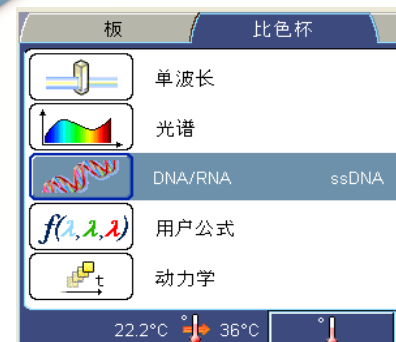 板 比色杯
单波长
光谱
DNA/RNA ssDNA
f(λ,λ,λ) 用户公式
t 动力学
22.2°C 36°C °